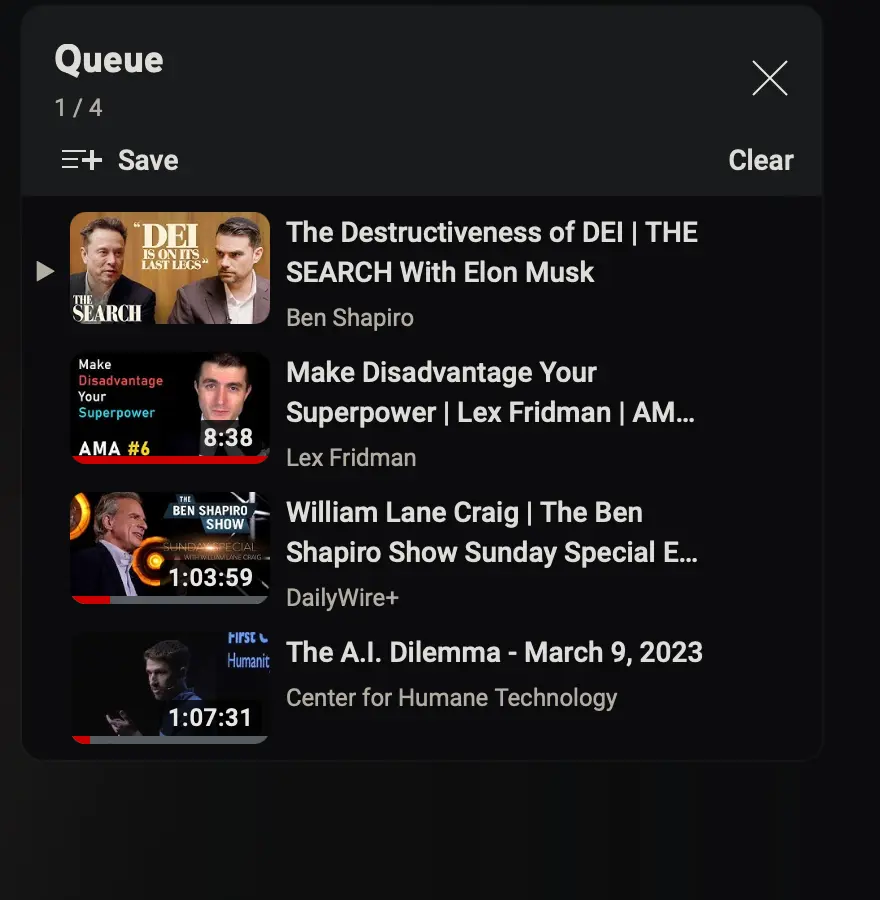 Queue
1 / 4
Save
Clear
"DEI
IS ON ITS
LAST LEGS"
THE
SEARCH
The Destructiveness of DEI | THE
SEARCH With Elon Musk
Ben Shapiro
Make
Disadvantage
Your
Superpower
AMA #6
8:38
Make Disadvantage Your
Superpower | Lex Fridman | AM...
Lex Fridman
THE
BEN SHAPIRO
SHOW
SUNDAY SPECIAL
WITH WILLIAM LANE CRAIG
1:03:59
William Lane Craig | The Ben
Shapiro Show Sunday Special E...
DailyWire+
First C
Humanit
1:07:31
The A.I. Dilemma - March 9, 2023
Center for Humane Technology